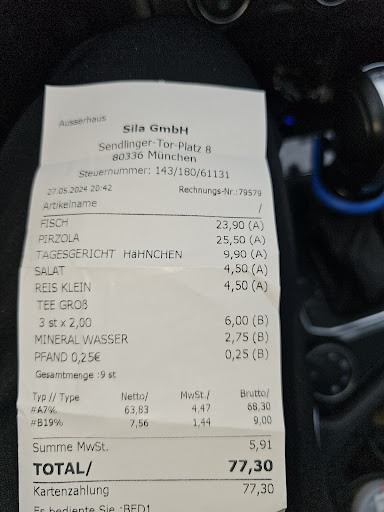 Ausserhaus
Sila GmbH
Sendlinger-Tor-Platz 8
80336 München
Steuernummer: 143/180/61131
27.05.2024 20:42 Rechnungs-Nr.:79579
Artikelname /
FISCH 23,90 (A)
PIRZOLA 25,50 (A)
TAGESGERICHT HäHNCHEN 9,90 (A)
SALAT 4,50 (A)
REIS KLEIN 4,50 (A)
TEE GROß
3 st x 2,00 6,00 (B)
MINERAL WASSER 2,75 (B)
PFAND 0,25€ 0,25 (B)
Gesamtmenge :9 st
Typ // Type Netto/ MwSt./ Brutto/
#A7% 63,83 4,47 68,30
#B19% 7,56 1,44 9,00
Summe MwSt. 5,91
TOTAL/ 77,30
Kartenzahlung 77,30
Es bediente Sie :BED1